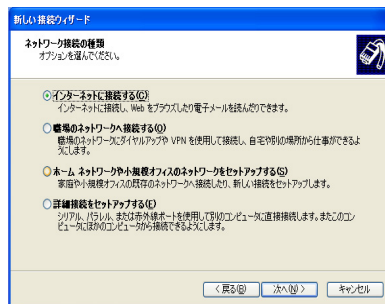 新しい接続ウィザード
ネットワーク接続の種類
オプションを選んでください。
インターネットに接続する(C)
インターネットに接続し、Web をブラウズしたり電子メールを読んだりできます。
職場のネットワークへ接続する(O)
職場のネットワークにダイヤルアップや VPN を使用して接続し、自宅や別の場所から仕事ができるよ
うにします。
ホーム ネットワークや小規模オフィスのネットワークをセットアップする(S)
家庭や小規模オフィスの既存のネットワークへ接続したり、新しい接続をセットアップします。
詳細接続をセットアップする(E)
シリアル、パラレル、または赤外線ポートを使用して別のコンピュータに直接接続します。またこのコン
ピュータにほかのコンピュータから接続できるようにします。
< 戻る(B)
次へ(N) >
キャンセル